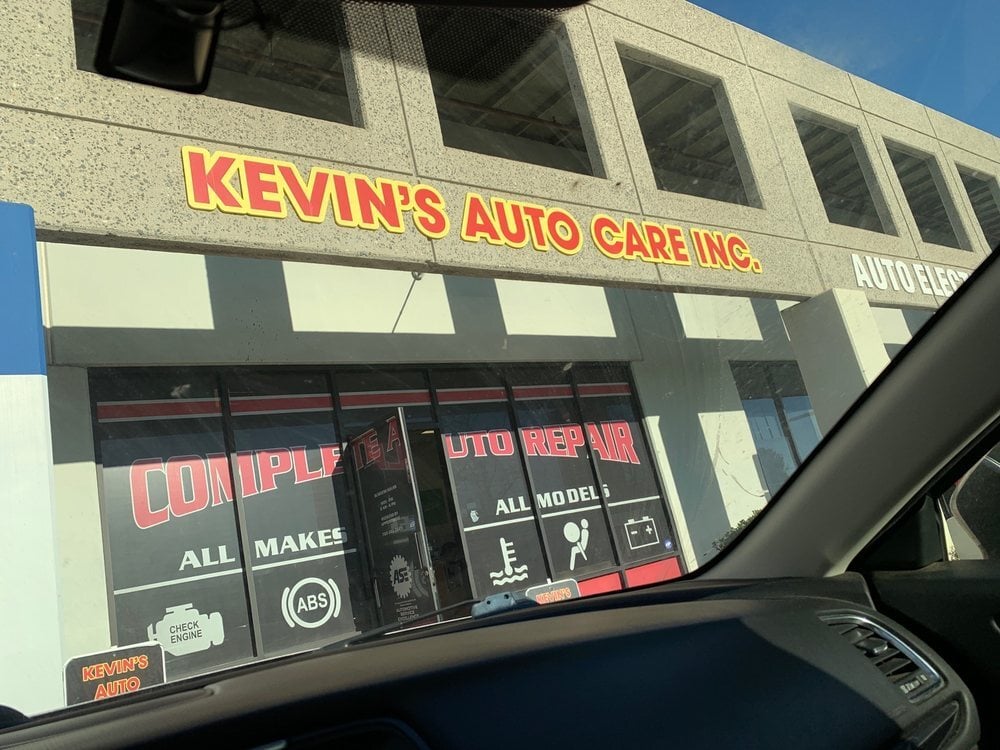 KEVIN'S AUTO CARE INC.
AUTO ELECT
COMPLETE AUTO REPAIR
ALL MAKES
ALL MODELS
CHECK
ENGINE
ABS
ASE
KEVIN'S
AUTO
KEVIN'S